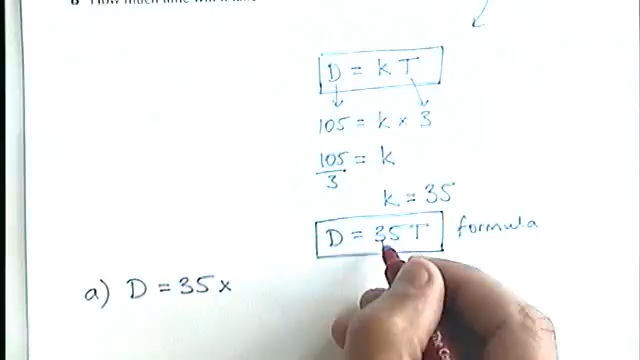 D = kT
105 = k × 3
105/3 = k
k = 35
D = 35T formula
a) D = 35 ×